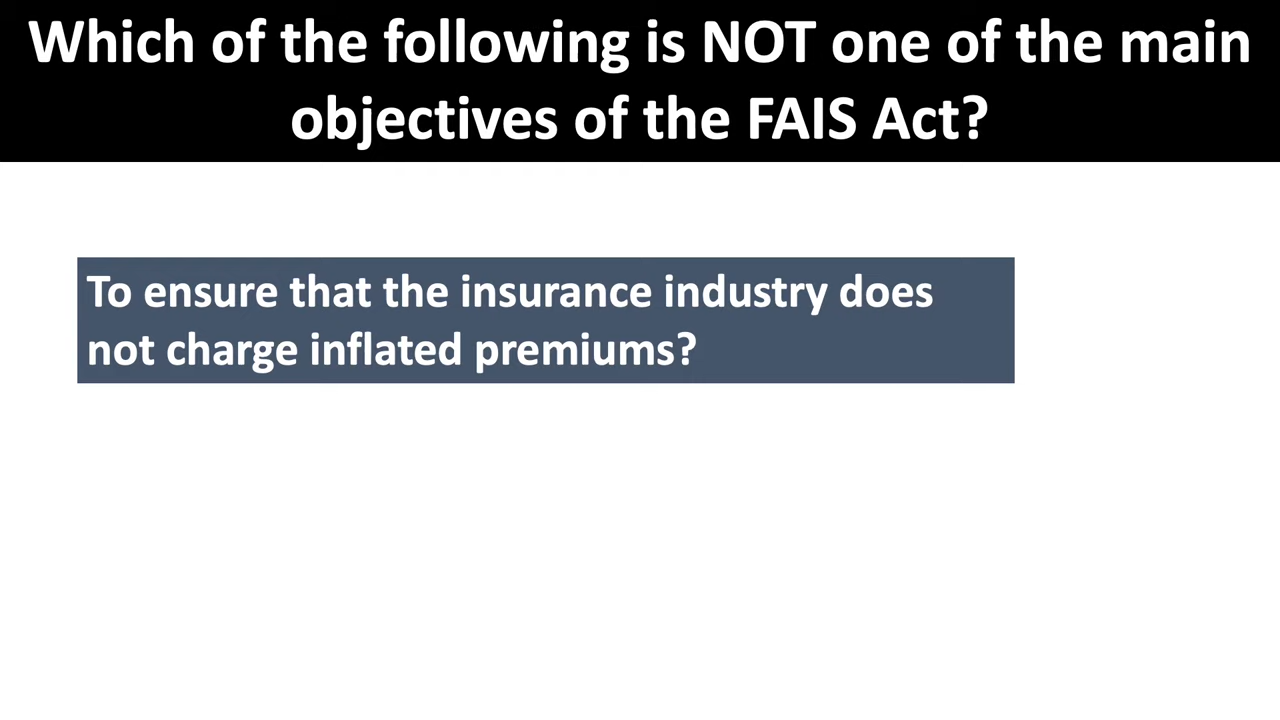 Which of the following is NOT one of the main
objectives of the FAIS Act?
To ensure that the insurance industry does
not charge inflated premiums?